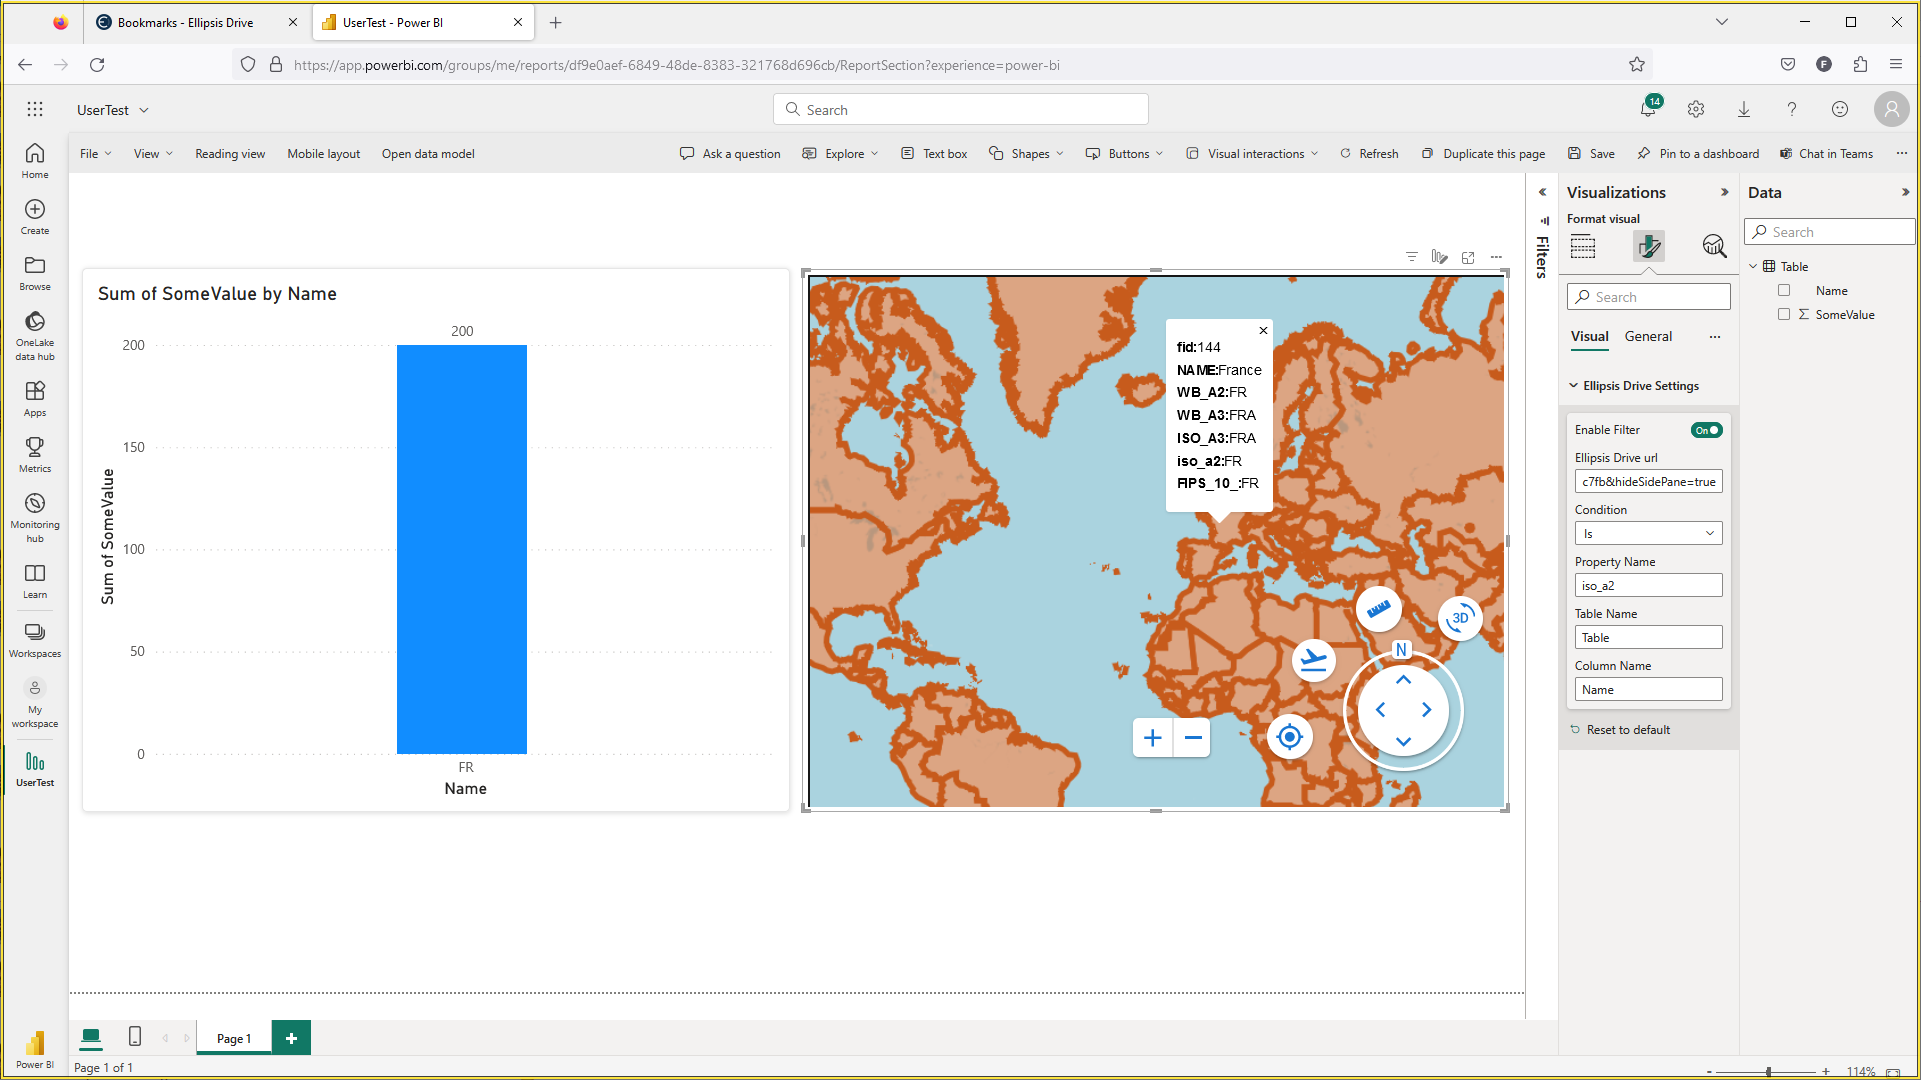 Bookmarks - Ellipsis Drive
UserTest - Power BI
https://app.powerbi.com/groups/me/reports/df9e0aef-6849-48de-8383-321768d696cb/ReportSection?experience=power-bi
F
UserTest
Search
14
File
View
Reading view
Mobile layout
Open data model
Ask a question
Explore
Text box
Shapes
Buttons
Visual interactions
Refresh
Duplicate this page
Save
Pin to a dashboard
Chat in Teams
Home
Create
Browse
OneLake
data hub
Apps
Metrics
Monitoring
hub
Learn
Workspaces
My
workspace
UserTest
Power BI
Sum of SomeValue by Name
Sum of SomeValue
200
200
150
100
50
0
FR
Name
fid:144
NAME:France
WB_A2:FR
WB_A3:FRA
ISO_A3:FRA
iso_a2:FR
FIPS_10_:FR
3D
N
Filters
Visualizations
Format visual
Search
Visual
General
Ellipsis Drive Settings
Enable Filter
On
Ellipsis Drive url
c7fb&hideSidePane=true
Condition
Is
Property Name
iso_a2
Table Name
Table
Column Name
Name
Reset to default
Data
Search
Table
Name
SomeValue
Page 1
Page 1 of 1
114%